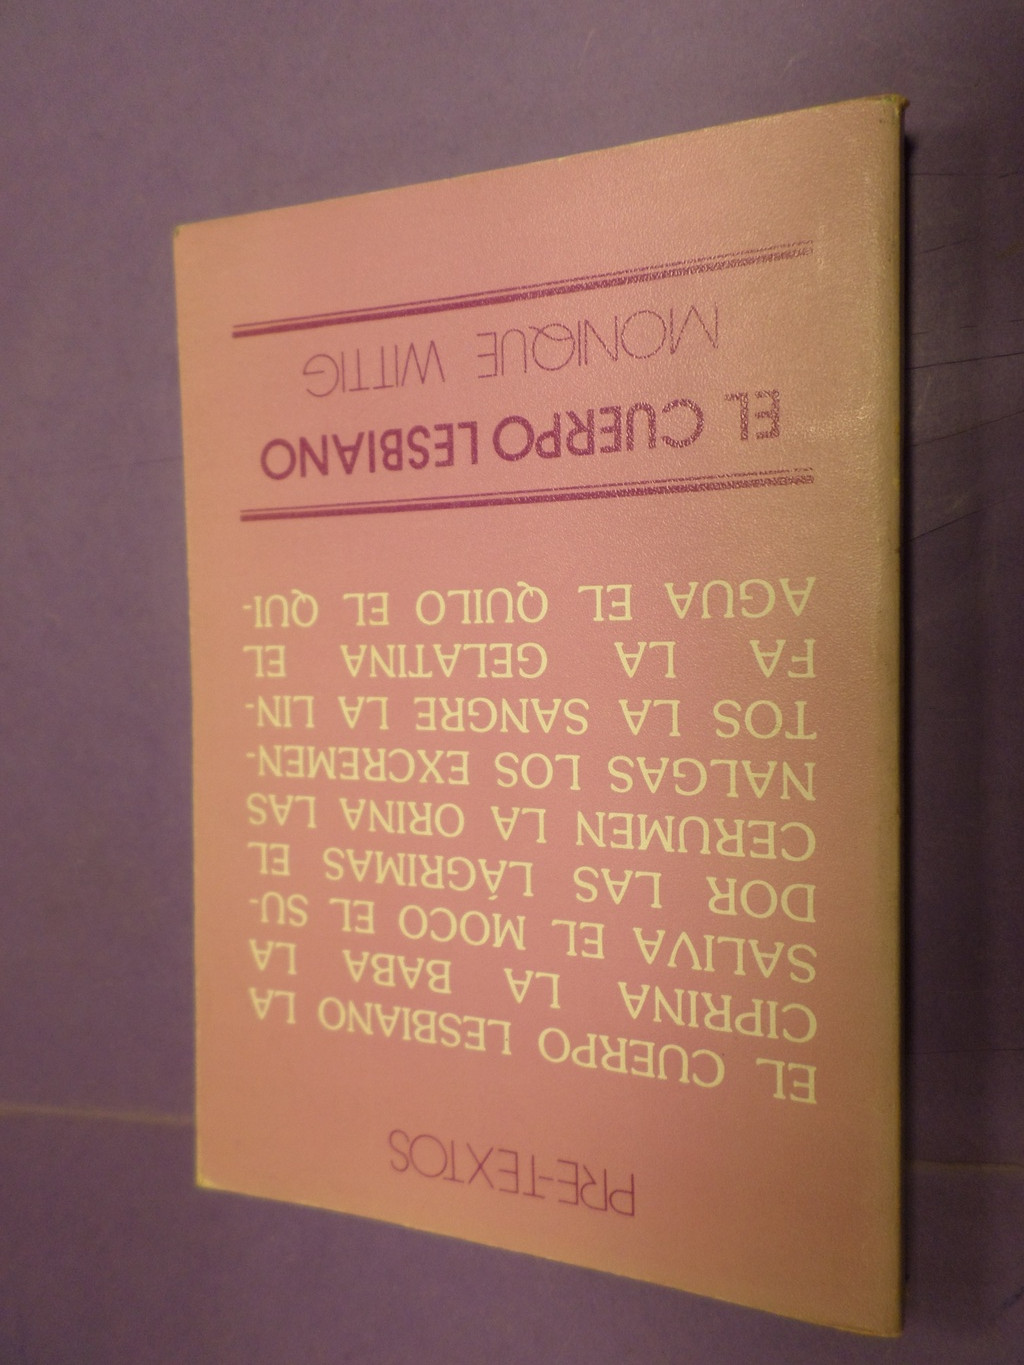 PRE-TEXTOS
EL CUERPO LESBIANO LA
CIPRINA LA BABA LA
SALIVA EL MOCO EL SU-
DOR LAS LÁGRIMAS EL
CERUMEN LA ORINA LAS
NALGAS LOS EXCREMEN-
TOS LA SANGRE LA LIN-
FA LA GELATINA EL
AGUA EL QUILO EL QUI-
EL CUERPO LESBIANO
MONIQUE WITTIG